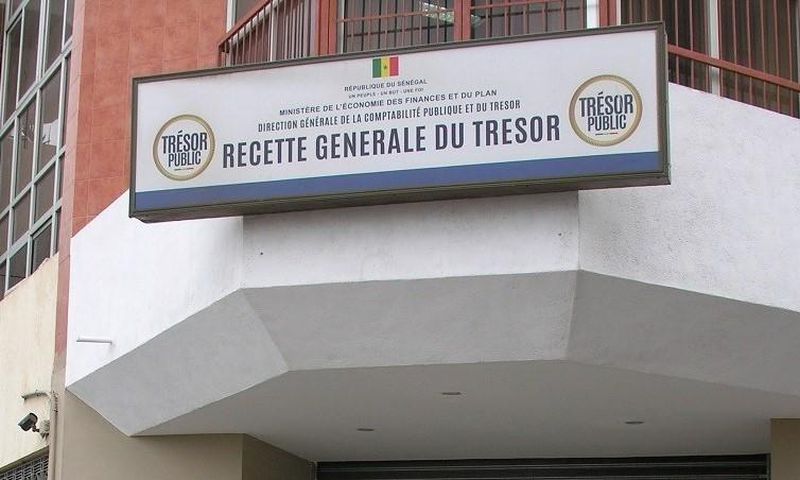 RÉPUBLIQUE DU SÉNÉGAL
UN PEUPLE - UN BUT - UNE FOI
MINISTÈRE DE L'ÉCONOMIE DES FINANCES ET DU PLAN
DIRECTION GÉNÉRALE DE LA COMPTABILITÉ PUBLIQUE ET DU TRESOR
RECETTE GENERALE DU TRESOR
TRÉSOR
PUBLIC
TRÉSOR
PUBLIC